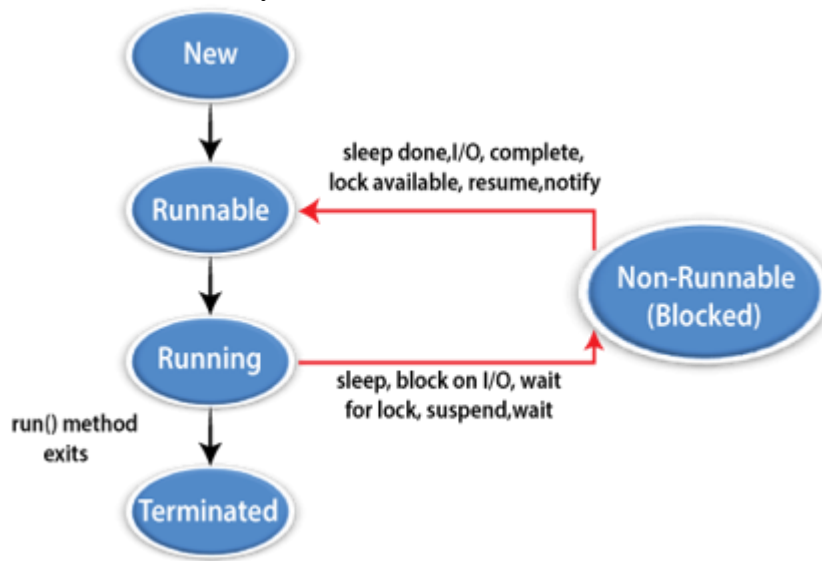 New
sleep done,I/O, complete,
lock available, resume,notify
Runnable
Non-Runnable
(Blocked)
Running
sleep, block on I/O, wait
for lock, suspend,wait
run() method
exits
Terminated